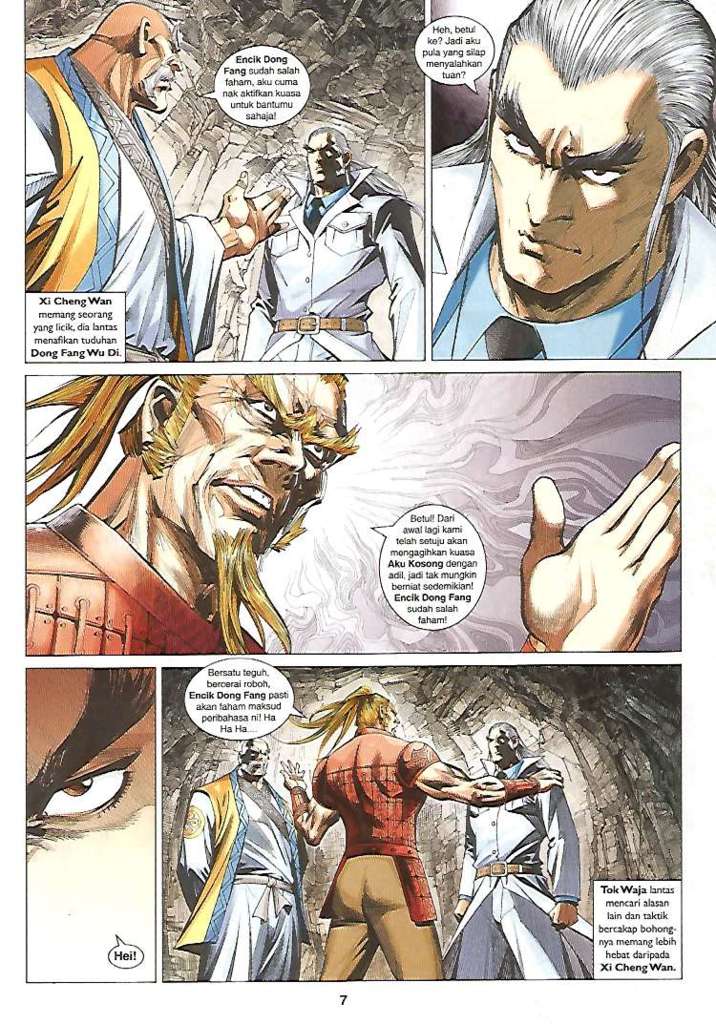 Encik Dong
Fang sudah salah
faham, aku cuma
nak aktifkan kuasa
untuk bantumu
sahaja!
Heh, betul
ke? Jadi aku
pula yang silap
menyalahkan
tuan?
Xi Cheng Wan
memang seorang
yang licik, dia lantas
menafikan tuduhan
Dong Fang Wu Di.
Betul! Dari
awal lagi kami
telah setuju akan
mengagihkan kuasa
Aku Kosong dengan
adil, jadi tak mungkin
berniat sedemikian!
Encik Dong Fang
sudah salah
faham!
Hei!
Bersatu teguh,
bercerai roboh,
Encik Dong Fang pasti
akan faham maksud
peribahasa ni! Ha
Ha Ha....
Tok Waja lantas
mencari alasan
lain dan taktik
bercakap bohong-
nya memang lebih
hebat daripada
Xi Cheng Wan.
7